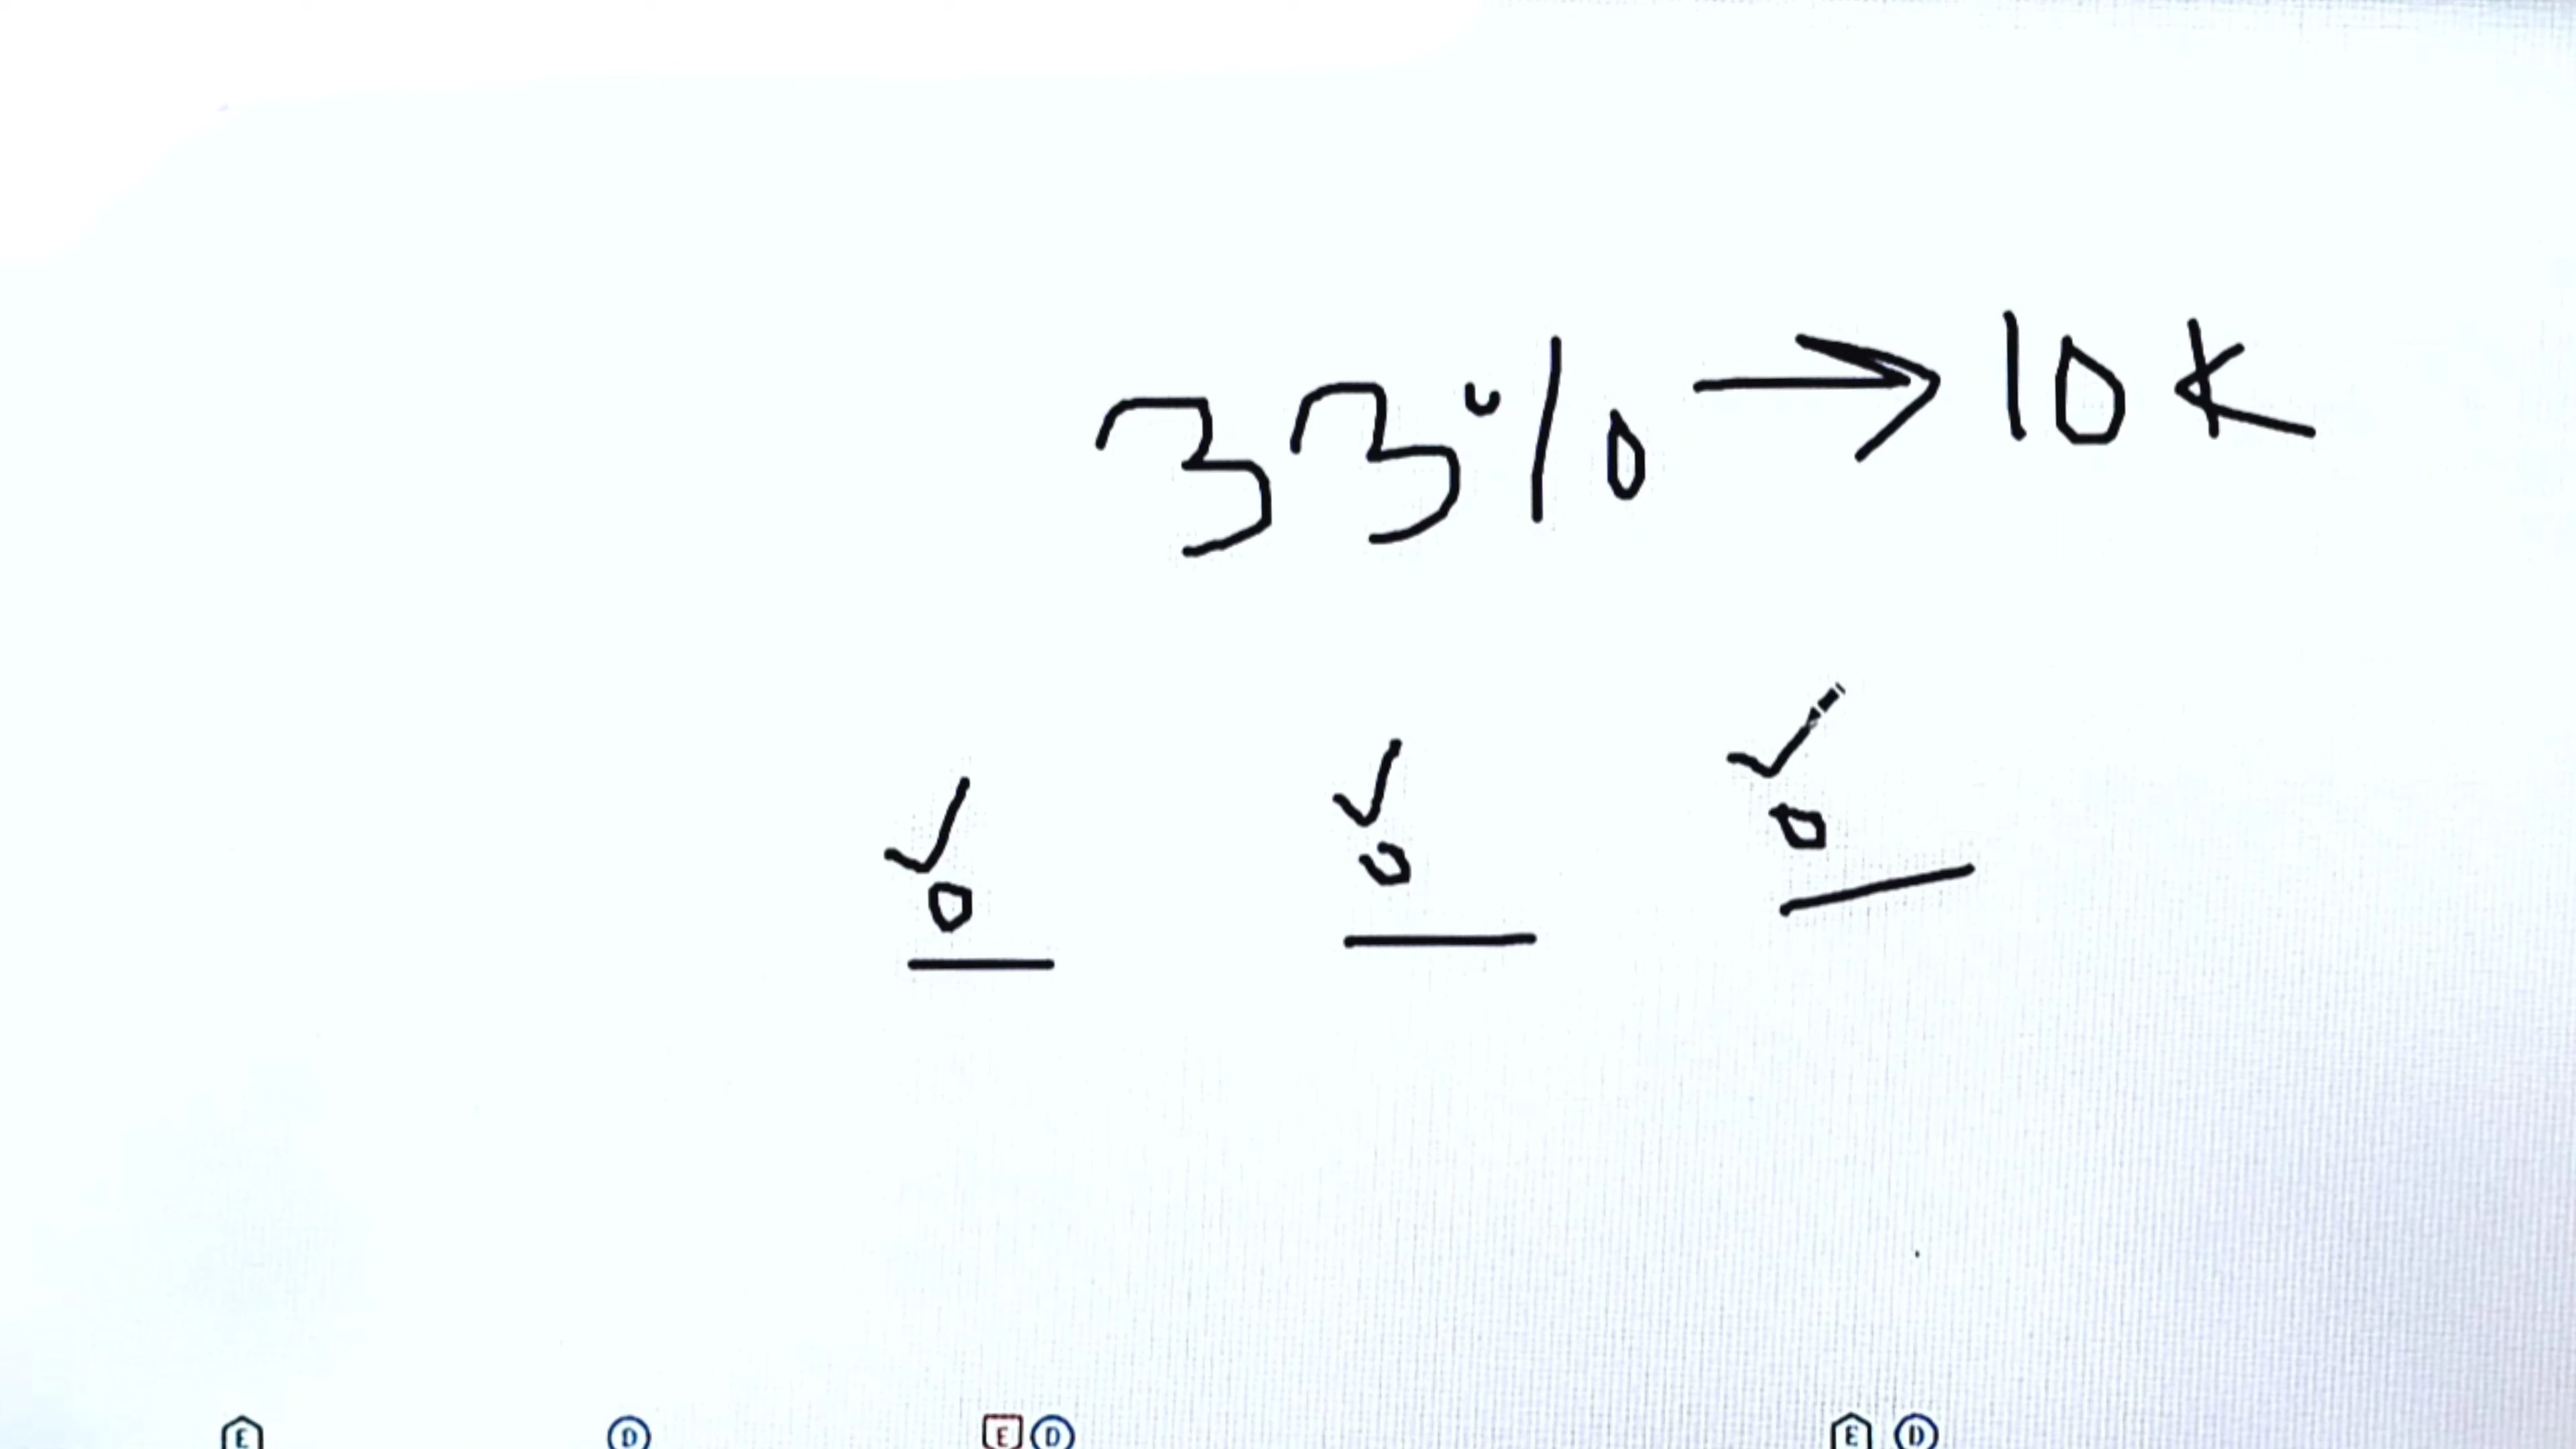 33% → 10K
✓ ✓ ✓
o o o
E D E D E D